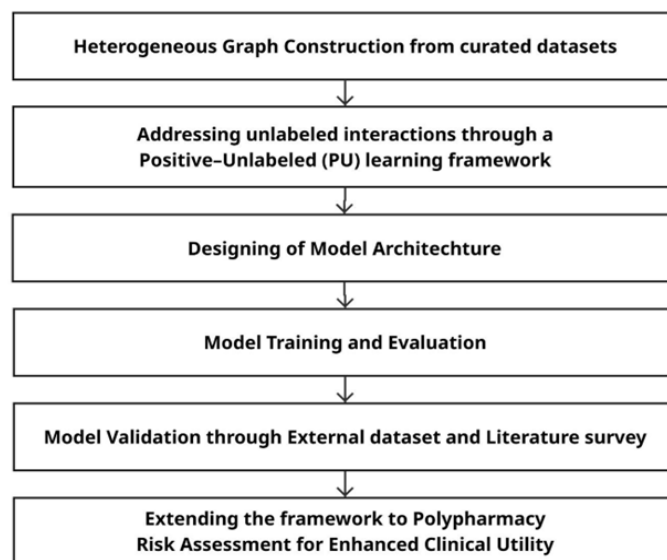 Heterogeneous Graph Construction from curated datasets
Addressing unlabeled interactions through a
Positive–Unlabeled (PU) learning framework
Designing of Model Architechture
Model Training and Evaluation
Model Validation through External dataset and Literature survey
Extending the framework to Polypharmacy
Risk Assessment for Enhanced Clinical Utility